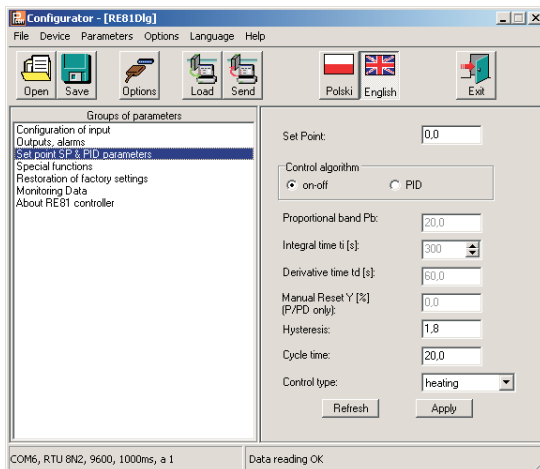 Configurator - [RE81Dlg]
File Device Parameters Options Language Help
Open Save Options Load Send Polski English Exit
Groups of parameters
Configuration of input
Outputs, alarms
Set point SP & PID parameters
Special functions
Restoration of factory settings
Monitoring Data
About RE81 controller
Set Point: 0,0
Control algorithm
on-off PID
Proportional band Pb: 20,0
Integral time ti [s]: 300
Derivative time td [s]: 60,0
Manual Reset Y [%]
(P/PD only): 0,0
Hysteresis: 1,8
Cycle time: 20,0
Control type: heating
Refresh Apply
COM6, RTU 8N2, 9600, 1000ms, a 1 Data reading OK